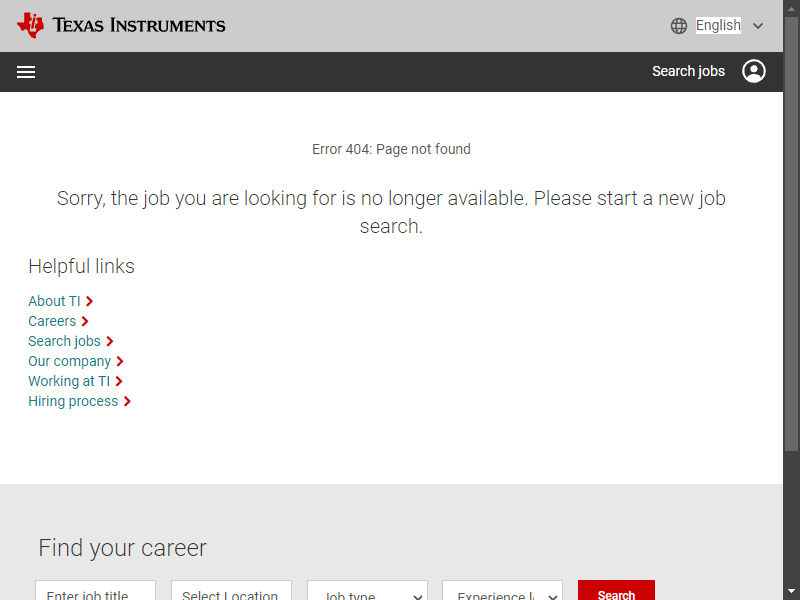 TEXAS INSTRUMENTS
English
Search jobs
Error 404: Page not found
Sorry, the job you are looking for is no longer available. Please start a new job
search.
Helpful links
About TI
Careers
Search jobs
Our company
Working at TI
Hiring process
Find your career
Enter job title
Select Location
Job type
Experience l
Search